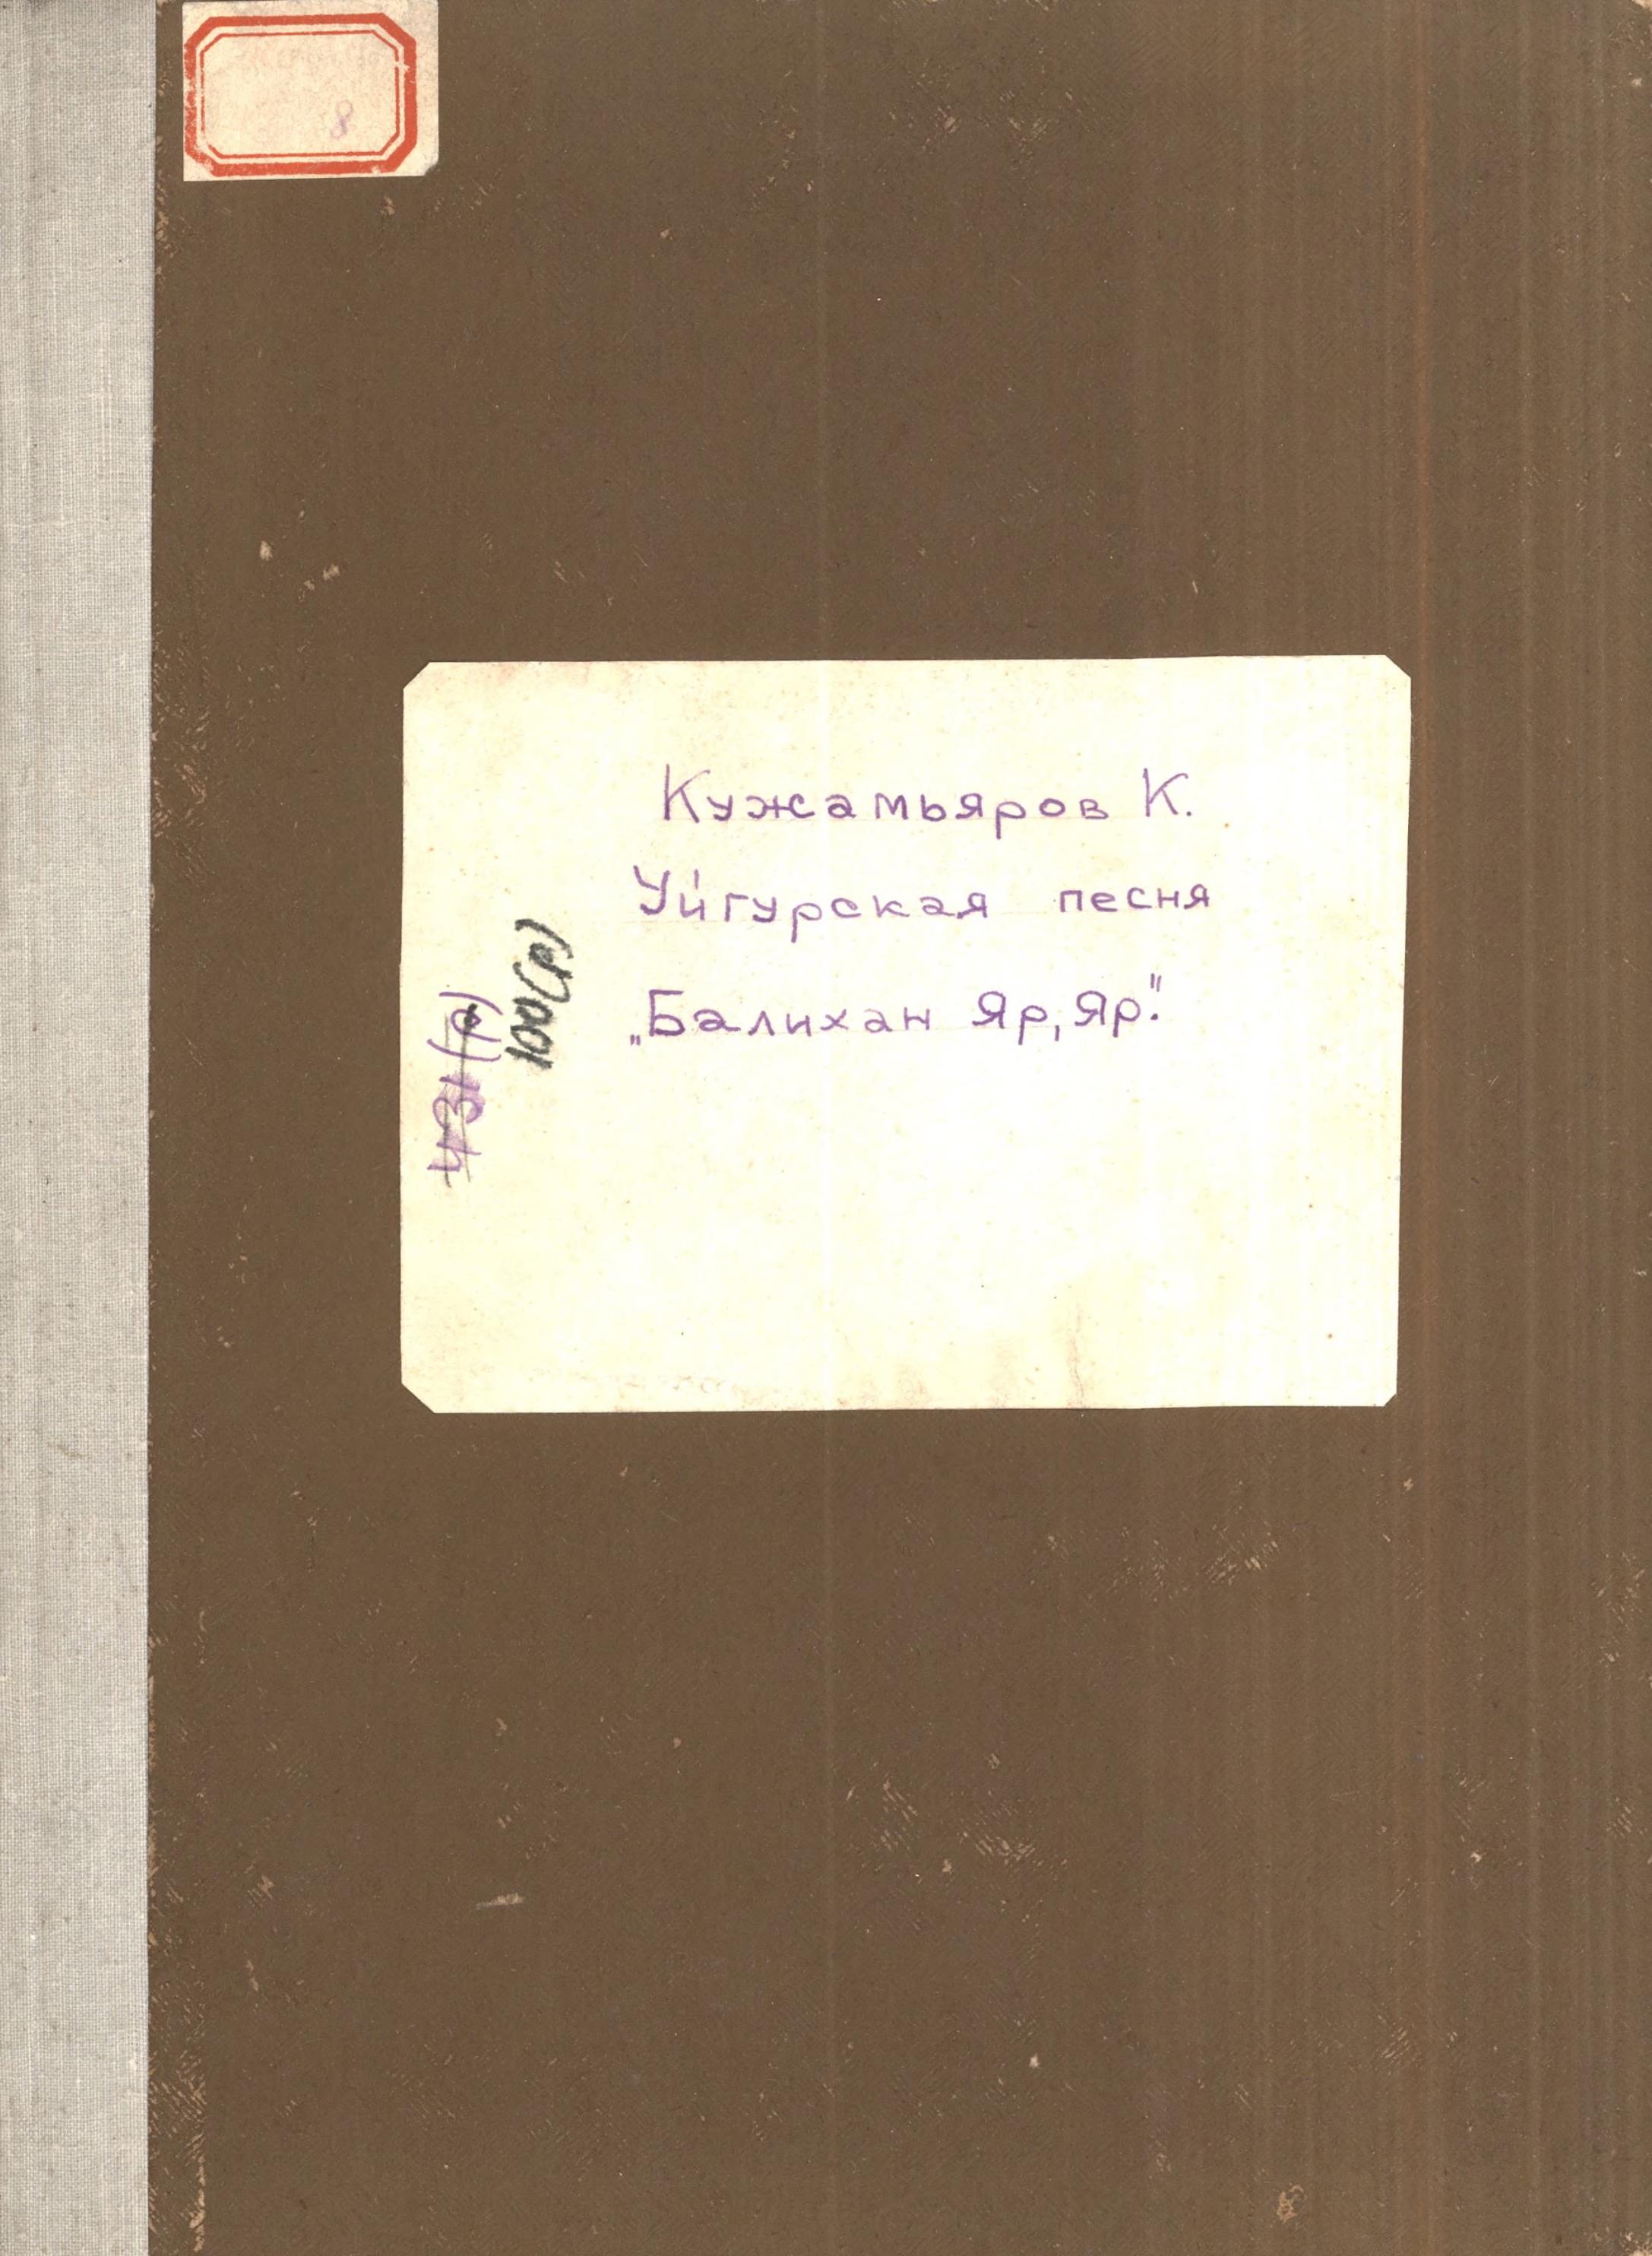 8
Кужамьяров К.
Уйгурская песня
„Балихан Яр, Яр".
431(р)
100(р)